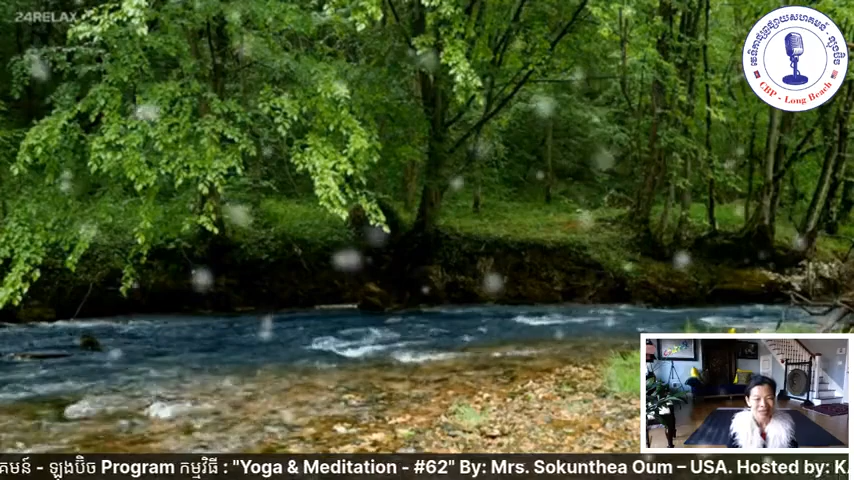 24RELAX
CBP - Long Beach
គមន៍ - ឡុងប៊ិច Program កម្មវិធី : "Yoga & Meditation - #62" By: Mrs. Sokunthea Oum – USA. Hosted by: K